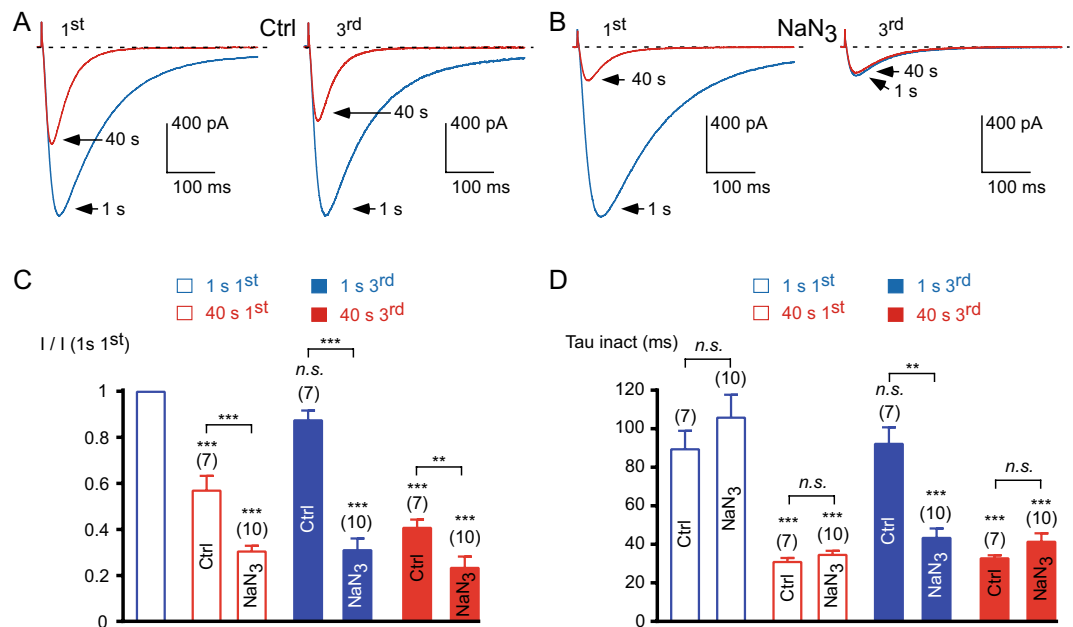 A 1st Ctrl 3rd
40 s 40 s
400 pA 400 pA
100 ms 100 ms
1 s 1 s
B 1st NaN3 3rd
40 s 40 s
1 s
400 pA 400 pA
100 ms 100 ms
1 s
C
1 s 1st 1 s 3rd
40 s 1st 40 s 3rd
I / I (1s 1st)
***
n.s.
(7)
1
0.8
0.6
0.4
0.2
0
***
***
(7)
Ctrl
***
(10)
NaN3
Ctrl
***
(10)
NaN3
**
***
(7)
Ctrl
***
(10)
NaN3
D
1 s 1st 1 s 3rd
40 s 1st 40 s 3rd
Tau inact (ms)
120
100
80
60
40
20
0
n.s.
(7)
Ctrl
(10)
NaN3
n.s.
***
(7)
Ctrl
***
(10)
NaN3
**
n.s.
(7)
Ctrl
***
(10)
NaN3
n.s.
***
(7)
Ctrl
***
(10)
NaN3